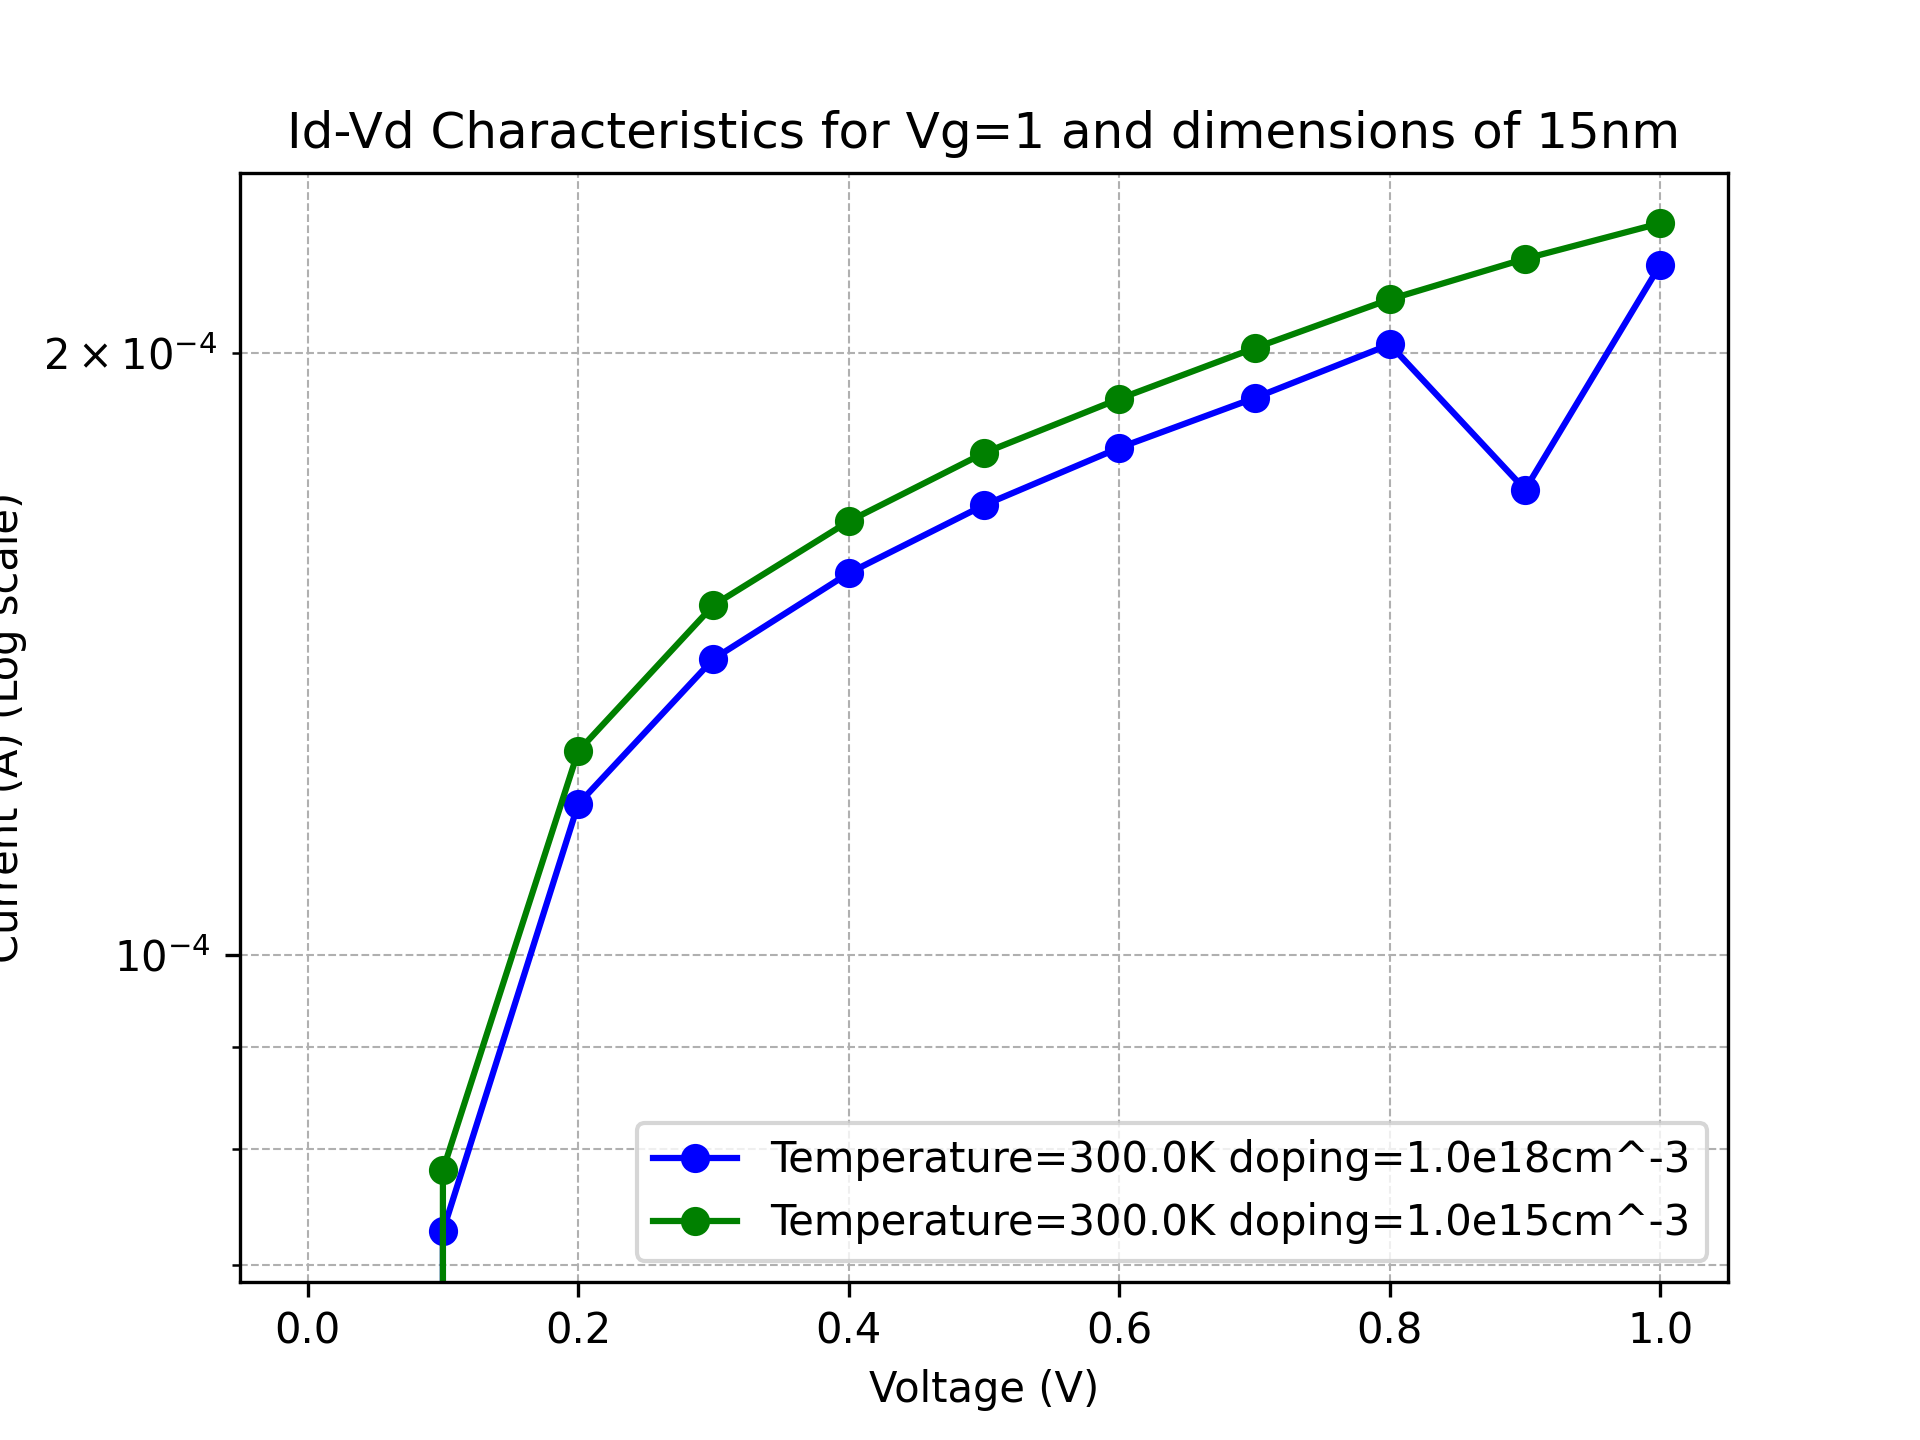 Id-Vd Characteristics for Vg=1 and dimensions of 15nm
Current (A) (Log scale)
2 × 10⁻⁴
10⁻⁴
Temperature=300.0K doping=1.0e18cm^-3
Temperature=300.0K doping=1.0e15cm^-3
0.0 0.2 0.4 0.6 0.8 1.0
Voltage (V)